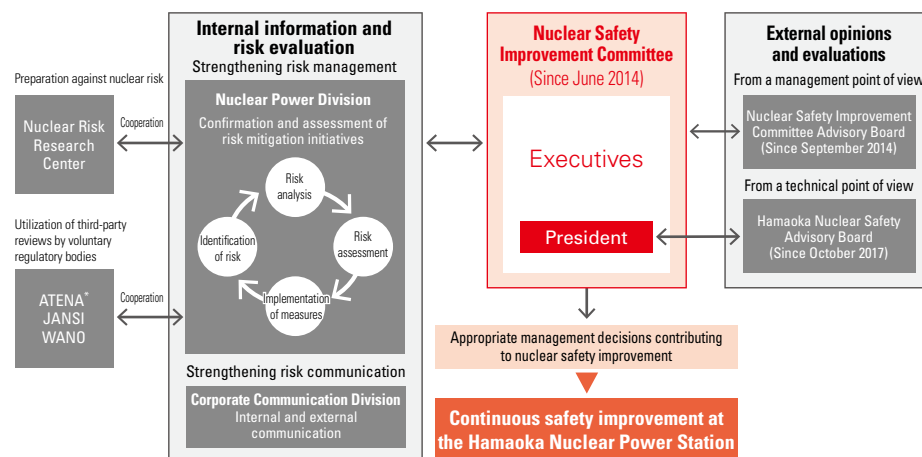 Preparation against nuclear risk
Nuclear Risk
Research
Center
Cooperation
Utilization of third-party
reviews by voluntary
regulatory bodies
ATENA*
JANSI
WANO
Cooperation
Internal information and
risk evaluation
Strengthening risk management
Nuclear Power Division
Confirmation and assessment of
risk mitigation initiatives
Risk
analysis
Risk
assessment
Implementation
of measures
Identification
of risk
Strengthening risk communication
Corporate Communication Division
Internal and external
communication
Nuclear Safety
Improvement Committee
(Since June 2014)
Executives
President
Appropriate management decisions contributing
to nuclear safety improvement
Continuous safety improvement at
the Hamaoka Nuclear Power Station
External opinions
and evaluations
From a management point of view
Nuclear Safety Improvement
Committee Advisory Board
(Since September 2014)
From a technical point of view
Hamaoka Nuclear Safety
Advisory Board
(Since October 2017)